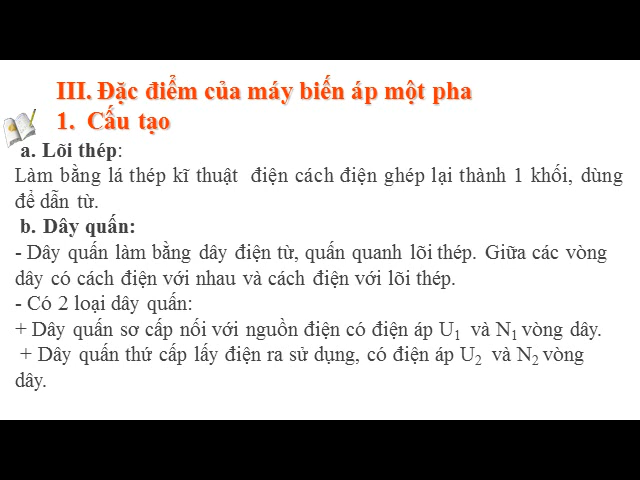 III. Đặc điểm của máy biến áp một pha
1. Cấu tạo
a. Lõi thép:
Làm bằng lá thép kĩ thuật điện cách điện ghép lại thành 1 khối, dùng
để dẫn từ.
b. Dây quấn:
- Dây quấn làm bằng dây điện từ, quấn quanh lõi thép. Giữa các vòng
dây có cách điện với nhau và cách điện với lõi thép.
- Có 2 loại dây quấn:
+ Dây quấn sơ cấp nối với nguồn điện có điện áp U₁ và N₁ vòng dây.
+ Dây quấn thứ cấp lấy điện ra sử dụng, có điện áp U₂ và N₂ vòng
dây.